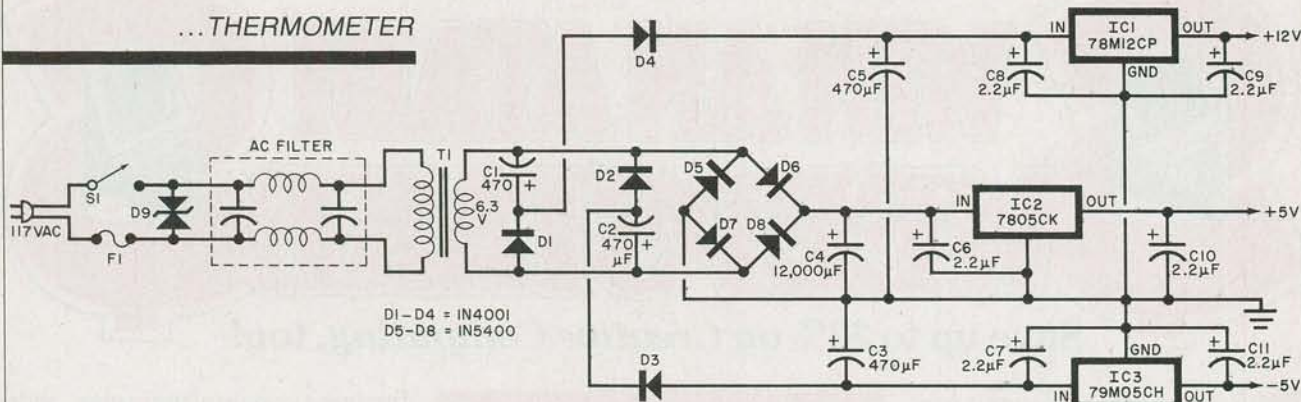 ...THERMOMETER
D4
C5
470µF
C8
2.2µF
IN
IC1
78M12CP
OUT
GND
+12V
C9
2.2µF
117VAC
S1
F1
D9
AC FILTER
T1
6.3
V
C1
470
D2
C2
470
µF
D1
D5
D6
D7
D8
C4
12,000µF
C6
2.2µF
IN
IC2
7805CK
OUT
+5V
C10
2.2µF
D1-D4 = IN4001
D5-D8 = IN5400
D3
C3
470µF
C7
2.2µF
GND
IN
IC3
79M05CH
OUT
C11
2.2µF
-5V